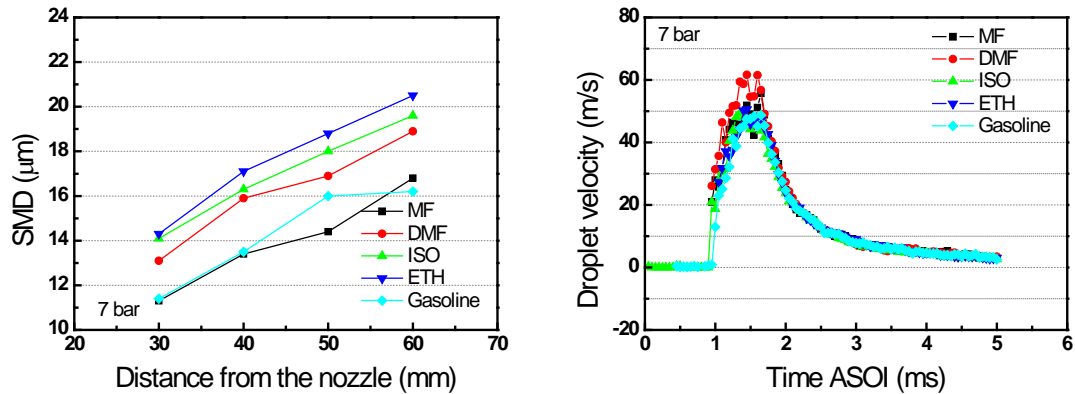 24
22
20
18
16
14
12
10
SMD (μm)
7 bar
MF
DMF
ISO
ETH
Gasoline
20 30 40 50 60 70
Distance from the nozzle (mm)
80
60
40
20
0
-20
Droplet velocity (m/s)
7 bar
MF
DMF
ISO
ETH
Gasoline
0 1 2 3 4 5 6
Time ASOI (ms)